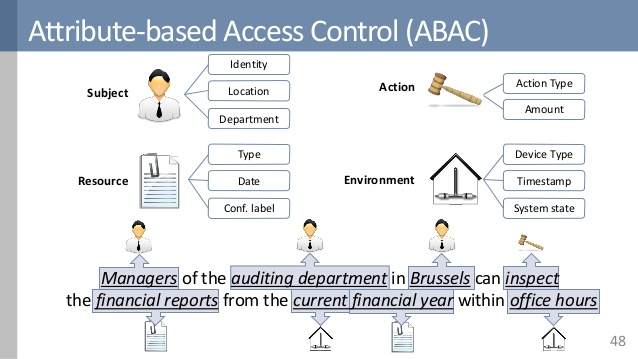 Attribute-based Access Control (ABAC)
Subject
Identity
Location
Department
Action
Action Type
Amount
Resource
Type
Date
Conf. label
Environment
Device Type
Timestamp
System state
Managers of the auditing department in Brussels can inspect
the financial reports from the current financial year within office hours
48